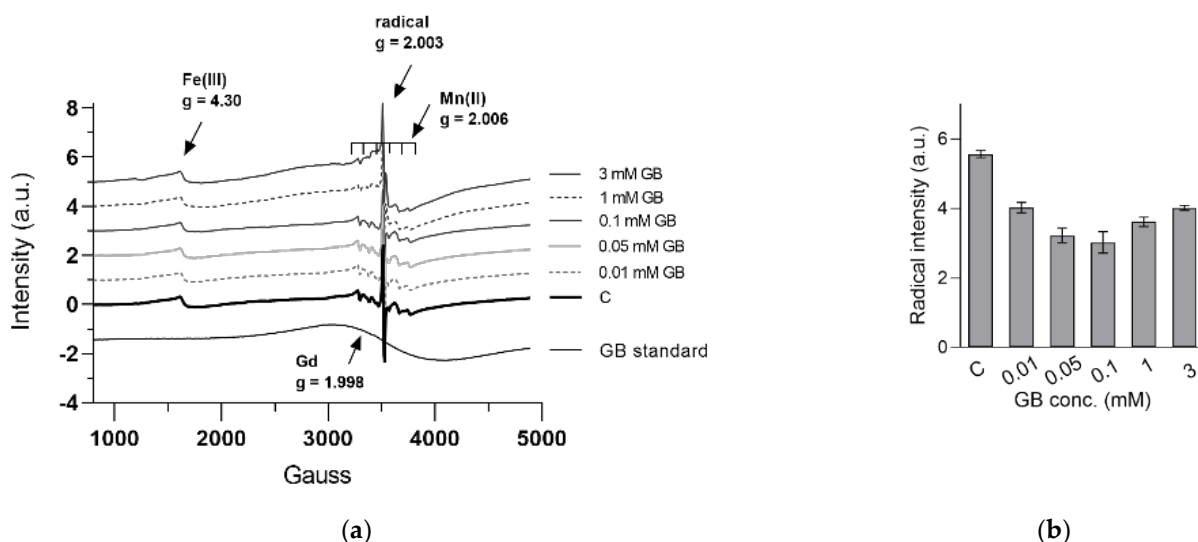 radical
g = 2.003
Fe(III)
g = 4.30
Mn(II)
g = 2.006
8
6
4
2
0
-2
-4
Intensity (a.u.)
3 mM GB
1 mM GB
0.1 mM GB
0.05 mM GB
0.01 mM GB
C
GB standard
Gd
g = 1.998
1000 2000 3000 4000 5000
Gauss
(a)
6
4
2
0
Radical intensity (a.u.)
C 0.01 0.05 0.1 1 3
GB conc. (mM)
(b)